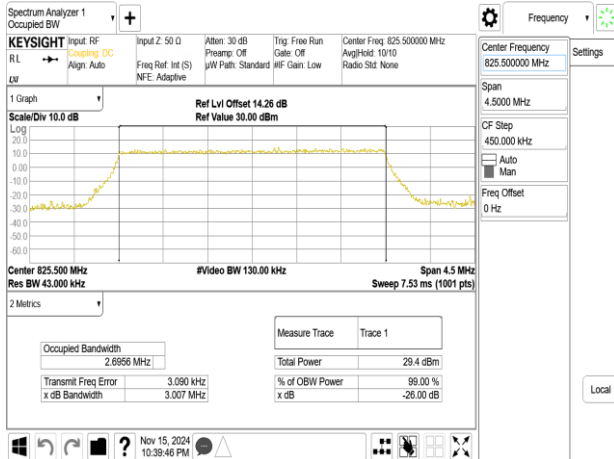 Spectrum Analyzer 1
Occupied BW
Frequency
KEYSIGHT
Input: RF
Coupling: DC
Align: Auto
Input Z: 50 Ω
Freq Ref: Int (S)
NFE: Adaptive
Atten: 30 dB
Preamp: Off
µW Path: Standard
Trig: Free Run
Gate: Off
#IF Gain: Low
Center Freq: 825.500000 MHz
Avg|Hold: 10/10
Radio Std: None
RL
LXI
Center Frequency
825.500000 MHz
Settings
Span
4.5000 MHz
CF Step
450.000 kHz
Auto
Man
Freq Offset
0 Hz
Local
1 Graph
Scale/Div 10.0 dB
Ref Lvl Offset 14.26 dB
Ref Value 30.00 dBm
Log
20.0
10.0
0.00
-10.0
-20.0
-30.0
-40.0
-50.0
-60.0
Center 825.500 MHz
Res BW 43.000 kHz
#Video BW 130.00 kHz
Span 4.5 MHz
Sweep 7.53 ms (1001 pts)
2 Metrics
Occupied Bandwidth
2.6956 MHz
Transmit Freq Error 3.090 kHz
x dB Bandwidth 3.007 MHz
Measure Trace Trace 1
Total Power 29.4 dBm
% of OBW Power 99.00 %
x dB -26.00 dB
?
Nov 15, 2024
10:39:46 PM